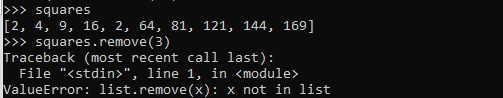 >>> squares
[2, 4, 9, 16, 2, 64, 81, 121, 144, 169]
>>> squares.remove(3)
Traceback (most recent call last):
  File "<stdin>", line 1, in <module>
ValueError: list.remove(x): x not in list